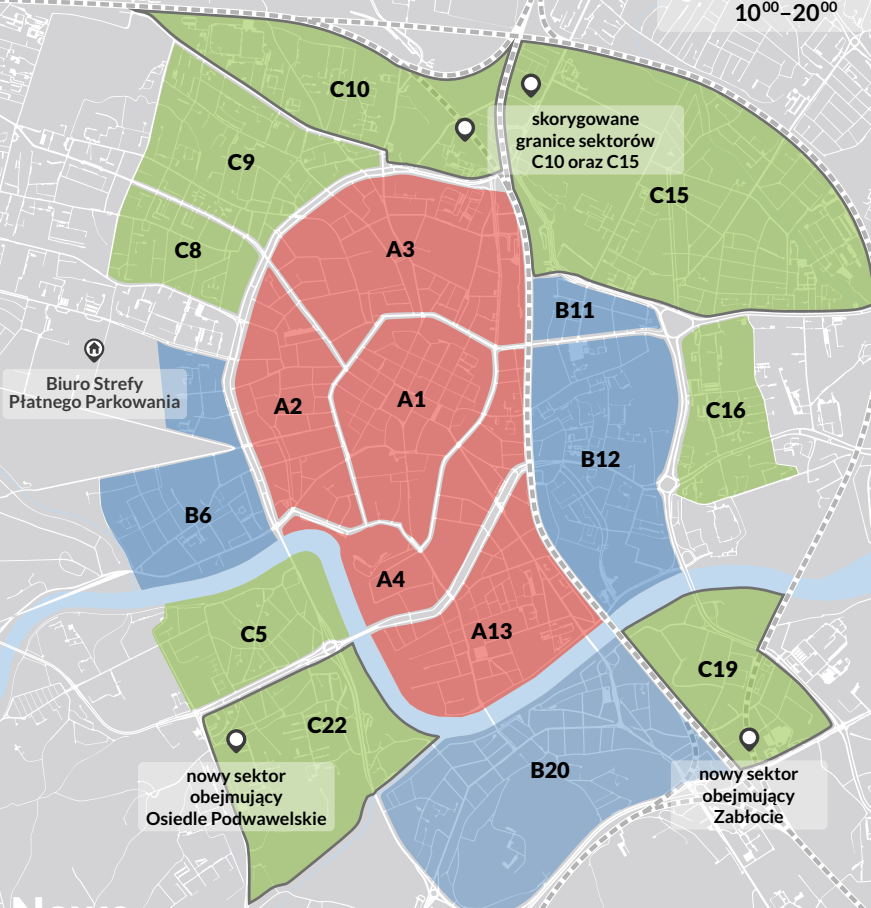 10⁰⁰–20⁰⁰
C10
skorygowane
granice sektorów
C10 oraz C15
C9
C15
C8
A3
B11
Biuro Strefy
Płatnego Parkowania
A2
A1
C16
B12
B6
A4
C5
A13
C19
C22
B20
nowy sektor
obejmujący
Osiedle Podwawelskie
nowy sektor
obejmujący
Zabłocie